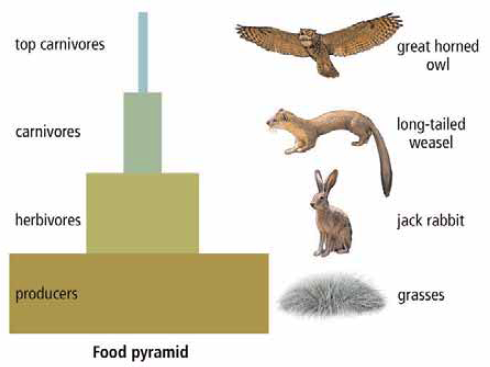 top carnivores
great horned
owl
carnivores
long-tailed
weasel
herbivores
jack rabbit
producers
grasses
Food pyramid